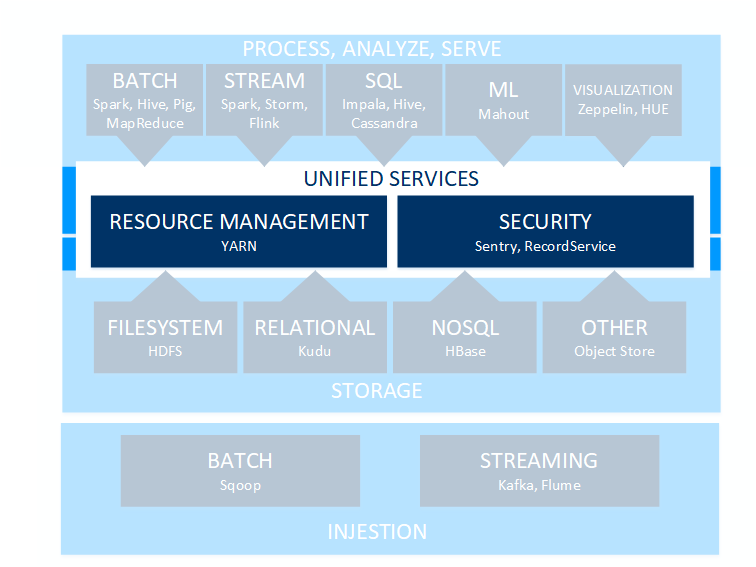 PROCESS, ANALYZE, SERVE
BATCH
Spark, Hive, Pig,
MapReduce
STREAM
Spark, Storm,
Flink
SQL
Impala, Hive,
Cassandra
ML
Mahout
VISUALIZATION
Zeppelin, HUE
UNIFIED SERVICES
RESOURCE MANAGEMENT
YARN
SECURITY
Sentry, RecordService
FILESYSTEM
HDFS
RELATIONAL
Kudu
NOSQL
HBase
OTHER
Object Store
STORAGE
BATCH
Sqoop
STREAMING
Kafka, Flume
INJESTION